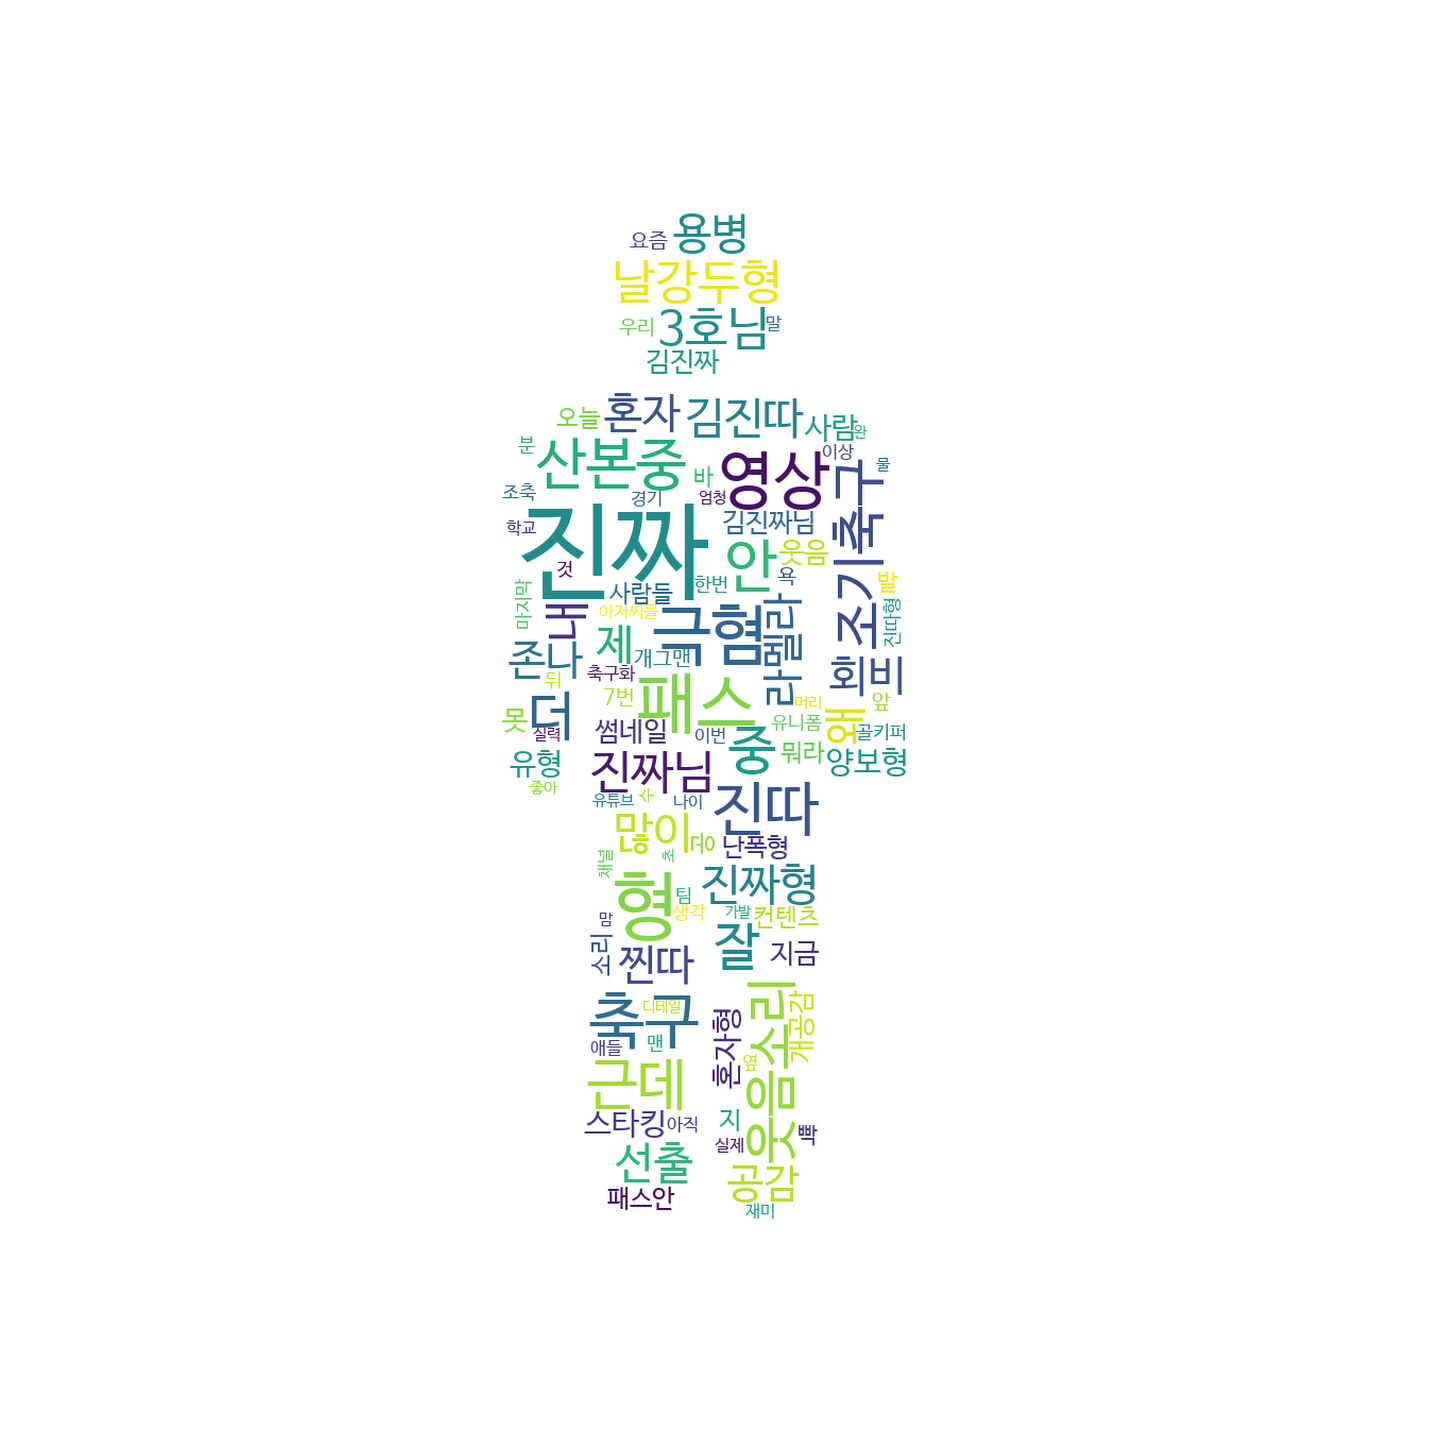 용병
요즘
날강두형
3호님
우리
말
김진짜
혼자
김진따
오늘
사람
완
산본중
영상
분
바
이상
물
조기축구
조축
경기
엄청
진짜
학교
김진짜님
안
웃음
것
욕
사람들
한번
발
마지막
내
아저씨들
극혐
라멜라
진따형
제
존나
개그맨
뵈비
축구화
뒤
패스
7번
머리
앞
더
못
실력
썸네일
이번
유니폼
왜
골키퍼
중
뭐라
유형
진짜님
양보형
좋아
유튜브
수
나이
진따
많이
공
난폭형
채널
초
형
진짜형
팀
생각
가발
컨텐츠
맘
잘
소리
찐따
지금
축구
디테일
웃음소리
개공감
혼자형
애들
맨
근데
옆
스타킹
아직
지
빡
실제
선출
공감
패스안
재미